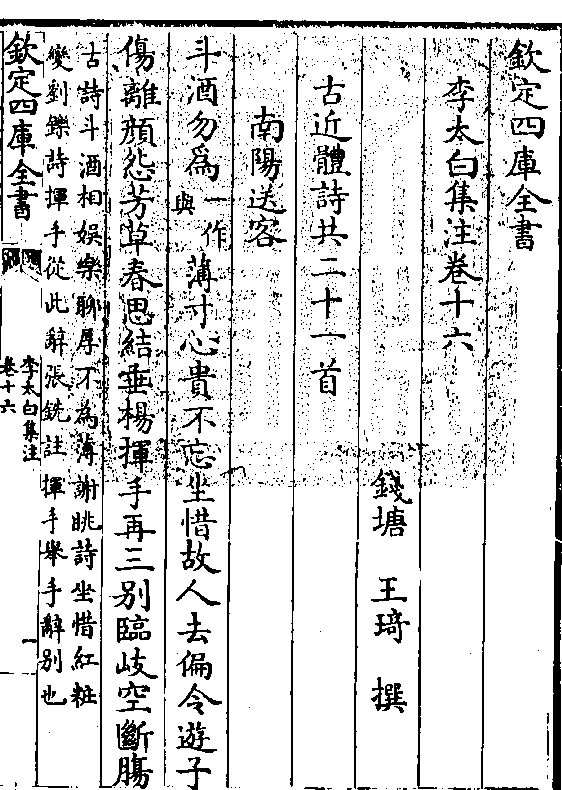 欽定四庫全書
李太白集注卷十六
錢塘 王琦 撰
古近體詩共二十一首
南陽送客
斗酒勿爲一作與薄寸心貴不忘坐惜故人去偏令遊子
傷離顔怨芳草春思結垂楊揮手再三別臨岐空斷腸
古詩斗酒相娯樂聊厚不為薄謝眺詩坐惜紅粧
變劉鑠詩揮手從此辭張銑註揮手舉手辭别也
欽定四庫全書
李太白集注
卷十六
一